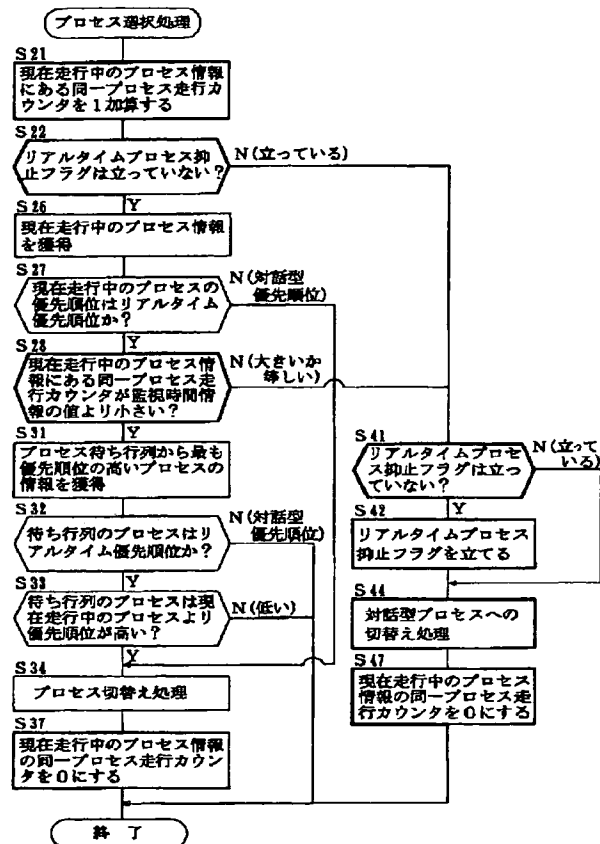 プロセス選択処理
S21
現在走行中のプロセス情報
にある同一プロセス走行カ
ウンタを1加算する
S22
リアルタイムプロセス抑
止フラグは立っていない?
N(立っている)
Y
S26
現在走行中のプロセス情報
を獲得
S27
現在走行中のプロセスの
優先順位はリアルタイム
優先順位か?
N(対話型
優先順位)
Y
S28
現在走行中のプロセス情
報にある同一プロセス走
行カウンタが監視時間情
報の値より小さい?
N(大きいか
等しい)
Y
S31
プロセス待ち行列から最も
優先順位の高いプロセスの
情報を獲得
S32
待ち行列のプロセスはリ
アルタイム優先順位か?
N(対話型
優先順位)
Y
S33
待ち行列のプロセスは現
在走行中のプロセスより
優先順位が高い?
N(低い)
Y
S34
プロセス切替え処理
S37
現在走行中のプロセス情報
の同一プロセス走行カウン
タを0にする
終了
S41
リアルタイムプロセ
ス抑止フラグは立っ
ていない?
N(立って
いる)
Y
S42
リアルタイムプロセス
抑止フラグを立てる
S44
対話型プロセスへの
切替え処理
S47
現在走行中のプロセス
情報の同一プロセス走
行カウンタを0にする